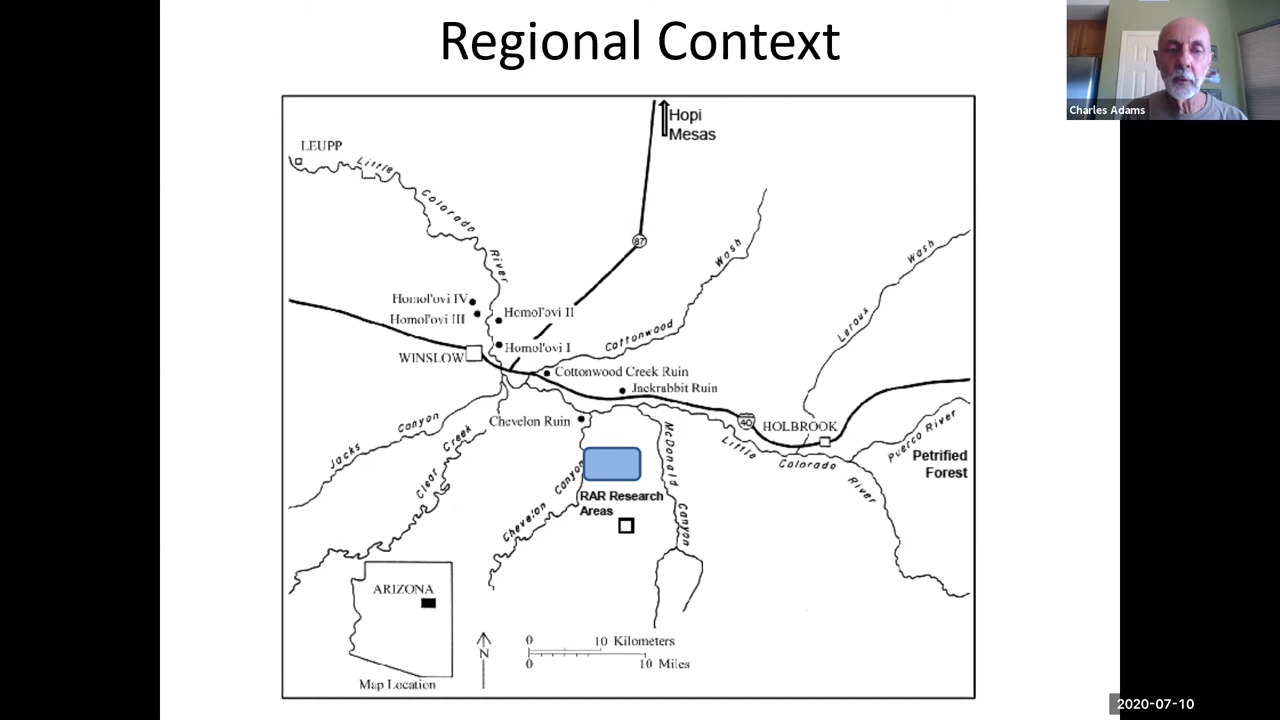 Regional Context
Charles Adams
Hopi
Mesas
LEUPP
Little
Colorado
River
87
Wash
Wash
Homol'ovi IV
Homol'ovi II
Homol'ovi III
Leroux
Cottonwood
Homol'ovi I
WINSLOW
Cottonwood Creek Ruin
Jackrabbit Ruin
Chevelon Ruin
40
HOLBROOK
Jacks Canyon
Clear Creek
McDonald Canyon
Little Colorado River
Puerco River
Petrified
Forest
Chevelon Canyon
RAR Research
Areas
ARIZONA
N
0 10 Kilometers
0 10 Miles
Map Location
2020-07-10